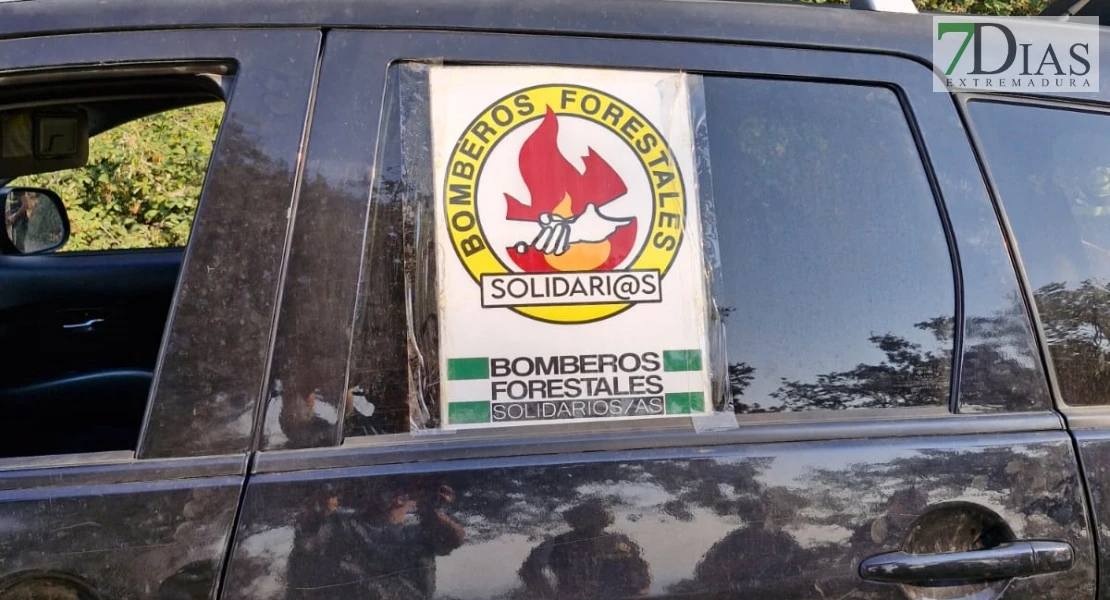 7DIAS
EXTREMADURA
BOMBEROS FORESTALES
SOLIDARI@S
BOMBEROS
FORESTALES
SOLIDARIOS/AS